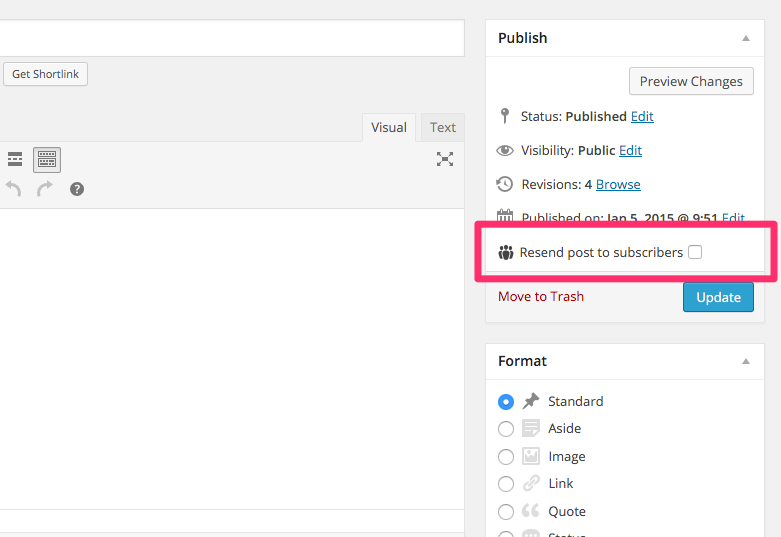 Publish
Get Shortlink
Preview Changes
Visual Text
Status: Published Edit
Visibility: Public Edit
?
Revisions: 4 Browse
Published on: Jan 5, 2015 @ 9:51 Edit
Resend post to subscribers
Move to Trash
Update
Format
Standard
Aside
Image
Link
Quote
Status